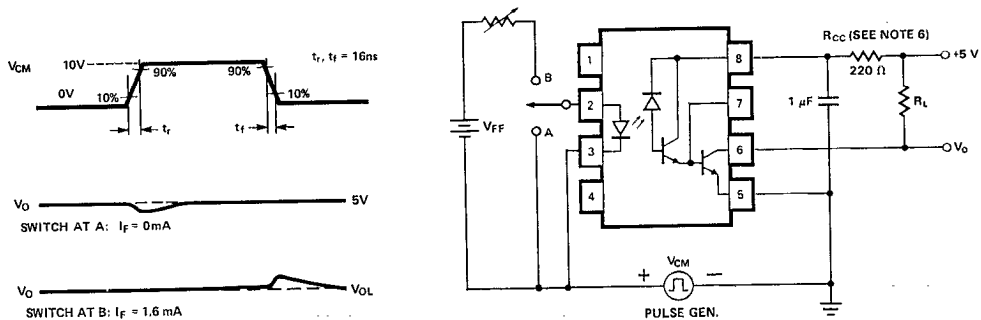 VCM
10V
0V
10%
90%
90%
10%
tr, tf = 16ns
tr
tf
VO
5V
SWITCH AT A: IF = 0mA
VO
VOL
SWITCH AT B: IF = 1.6 mA
VFF
B
A
1
2
3
4
8
7
6
5
RCC (SEE NOTE 6)
220 Ω
+5 V
1 µF
RL
VO
+
VCM
−
PULSE GEN.